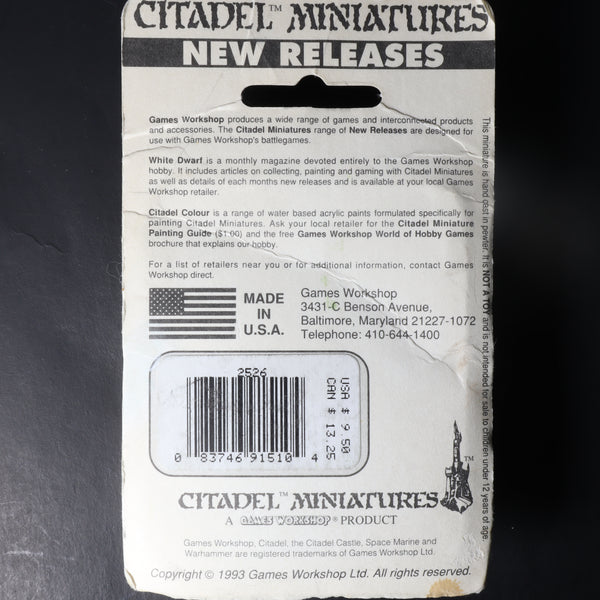 CITADEL™ MINIATURES
NEW RELEASES
Games Workshop produces a wide range of games and interconnected products
and accessories. The Citadel Miniatures range of New Releases are designed for
use with Games Workshop's battlegames.
White Dwarf is a monthly magazine devoted entirely to the Games Workshop
hobby. It includes articles on collecting, painting and gaming with Citadel Miniatures
as well as details of each months new releases and is available at your local Games
Workshop retailer.
Citadel Colour is a range of water based acrylic paints formulated specifically for
painting Citadel Miniatures. Ask your local retailer for the Citadel Miniature
Painting Guide ($1.00) and the free Games Workshop World of Hobby Games
brochure that explains our hobby.
For a list of retailers near you or for additional information, contact Games
Workshop direct.
MADE
IN
U.S.A.
Games Workshop
3431-C Benson Avenue,
Baltimore, Maryland 21227-1072
Telephone: 410-644-1400
This miniature is hand cast in pewter. It is NOT A TOY and is not intended for sale to children under 12 years of age.
2526
0 83746 91510 4
USA $ 9.50
CAN $ 13.25
CITADEL™ MINIATURES™
A GAMES WORKSHOP® PRODUCT
Games Workshop, Citadel, the Citadel Castle, Space Marine and
Warhammer are registered trademarks of Games Workshop Ltd.
Copyright © 1993 Games Workshop Ltd. All rights reserved.